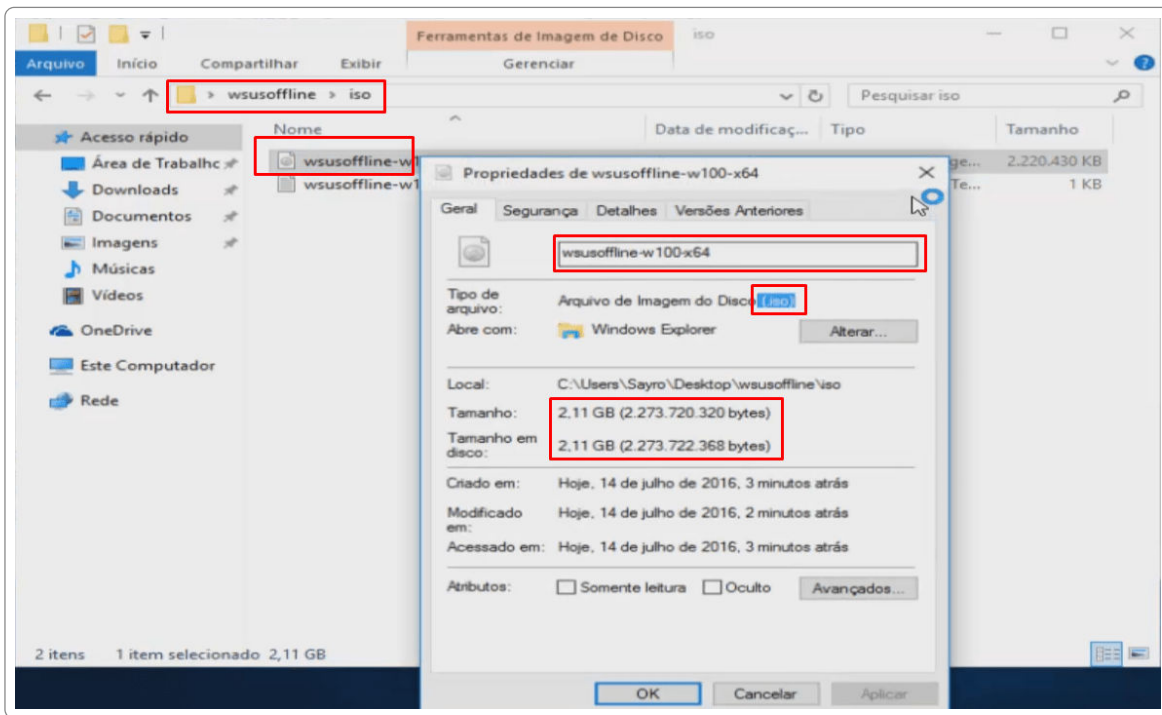 Ferramentas de Imagem de Disco iso
Arquivo Início Compartilhar Exibir Gerenciar
wsusoffline iso Pesquisar iso
Nome Data de modificaç... Tipo Tamanho
Acesso rápido
Área de Trabalhc
Downloads
Documentos
Imagens
Músicas
Vídeos
OneDrive
Este Computador
Rede
wsusoffline-w1 ge... 2.220.430 KB
wsusoffline-w1 Te... 1 KB
Propriedades de wsusoffline-w100-x64
Geral Segurança Detalhes Versões Anteriores
wsusoffline-w100-x64
Tipo de
arquivo: Arquivo de Imagem do Disco (.iso)
Abre com: Windows Explorer Alterar...
Local: C:\Users\Sayro\Desktop\wsusoffline\iso
Tamanho: 2,11 GB (2.273.720.320 bytes)
Tamanho em
disco: 2,11 GB (2.273.722.368 bytes)
Criado em: Hoje, 14 de julho de 2016, 3 minutos atrás
Modificado
em: Hoje, 14 de julho de 2016, 2 minutos atrás
Acessado em: Hoje, 14 de julho de 2016, 3 minutos atrás
Atributos: Somente leitura Oculto Avançados...
OK Cancelar Aplicar
2 itens 1 item selecionado 2,11 GB